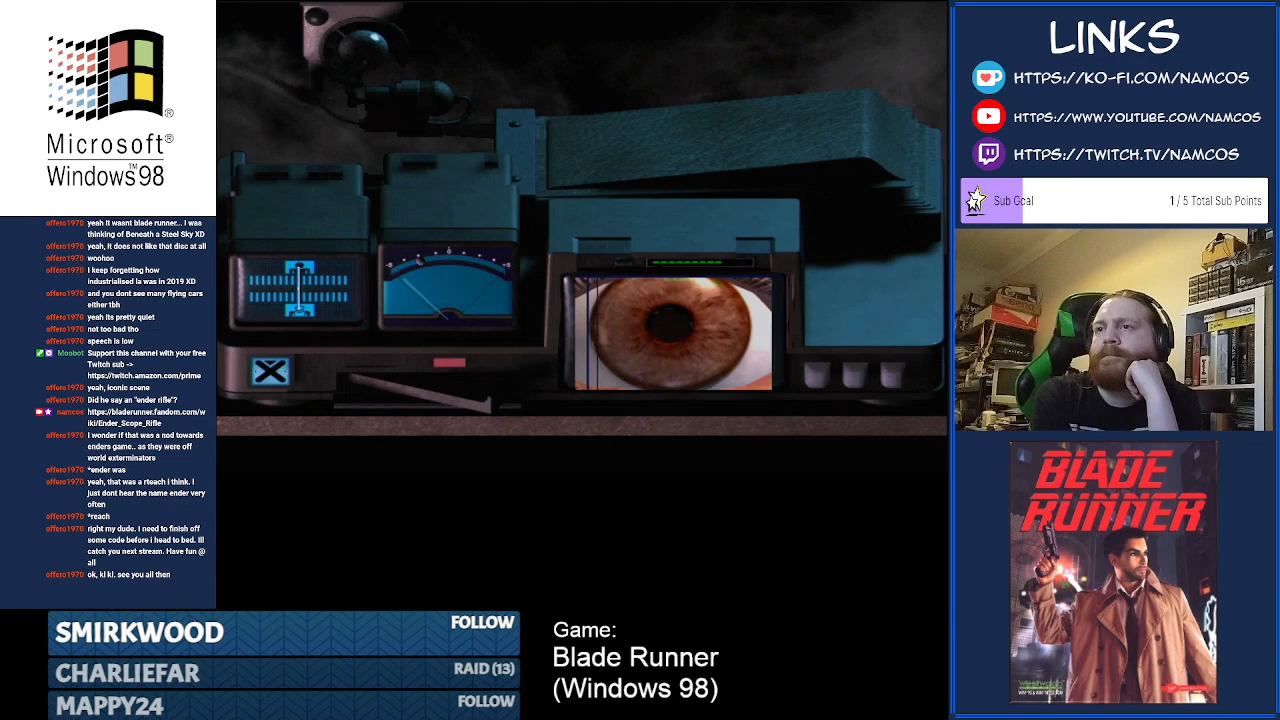 Microsoft®
Windows™98
offero1970 yeah it wasnt blade runner... I was
thinking of Beneath a Steel Sky XD
offero1970 yeah, it does not like that disc at all
offero1970 woohoo
offero1970 I keep forgetting how
industrialised la was in 2019 XD
offero1970 and you dont see many flying cars
either tbh
offero1970 yeah its pretty quiet
offero1970 not too bad tho
offero1970 speech is low
Moobot Support this channel with your free
Twitch sub ->
https://twitch.amazon.com/prime
offero1970 yeah, iconic scene
offero1970 Did he say an "ender rifle"?
namcos https://bladerunner.fandom.com/w
iki/Ender_Scope_Rifle
offero1970 I wonder if that was a nod towards
enders game.. as they were off
world exterminators
offero1970 *ender was
offero1970 yeah, that was a rteach i think. I
just dont hear the name ender very
often
offero1970 *reach
offero1970 right my dude. I need to finish off
some code before i head to bed. Ill
catch you next stream. Have fun @
all
offero1970 ok, ki ki. see you all then
SMIRKWOOD FOLLOW
CHARLIEFAR RAID (13)
MAPPY24 FOLLOW
Game:
Blade Runner
(Windows 98)
LINKS
HTTPS://KO-FI.COM/NAMCOS
HTTPS://WWW.YOUTUBE.COM/NAMCOS
HTTPS://TWITCH.TV/NAMCOS
Sub Goal 1 / 5 Total Sub Points
BLADE
RUNNER
Westwood